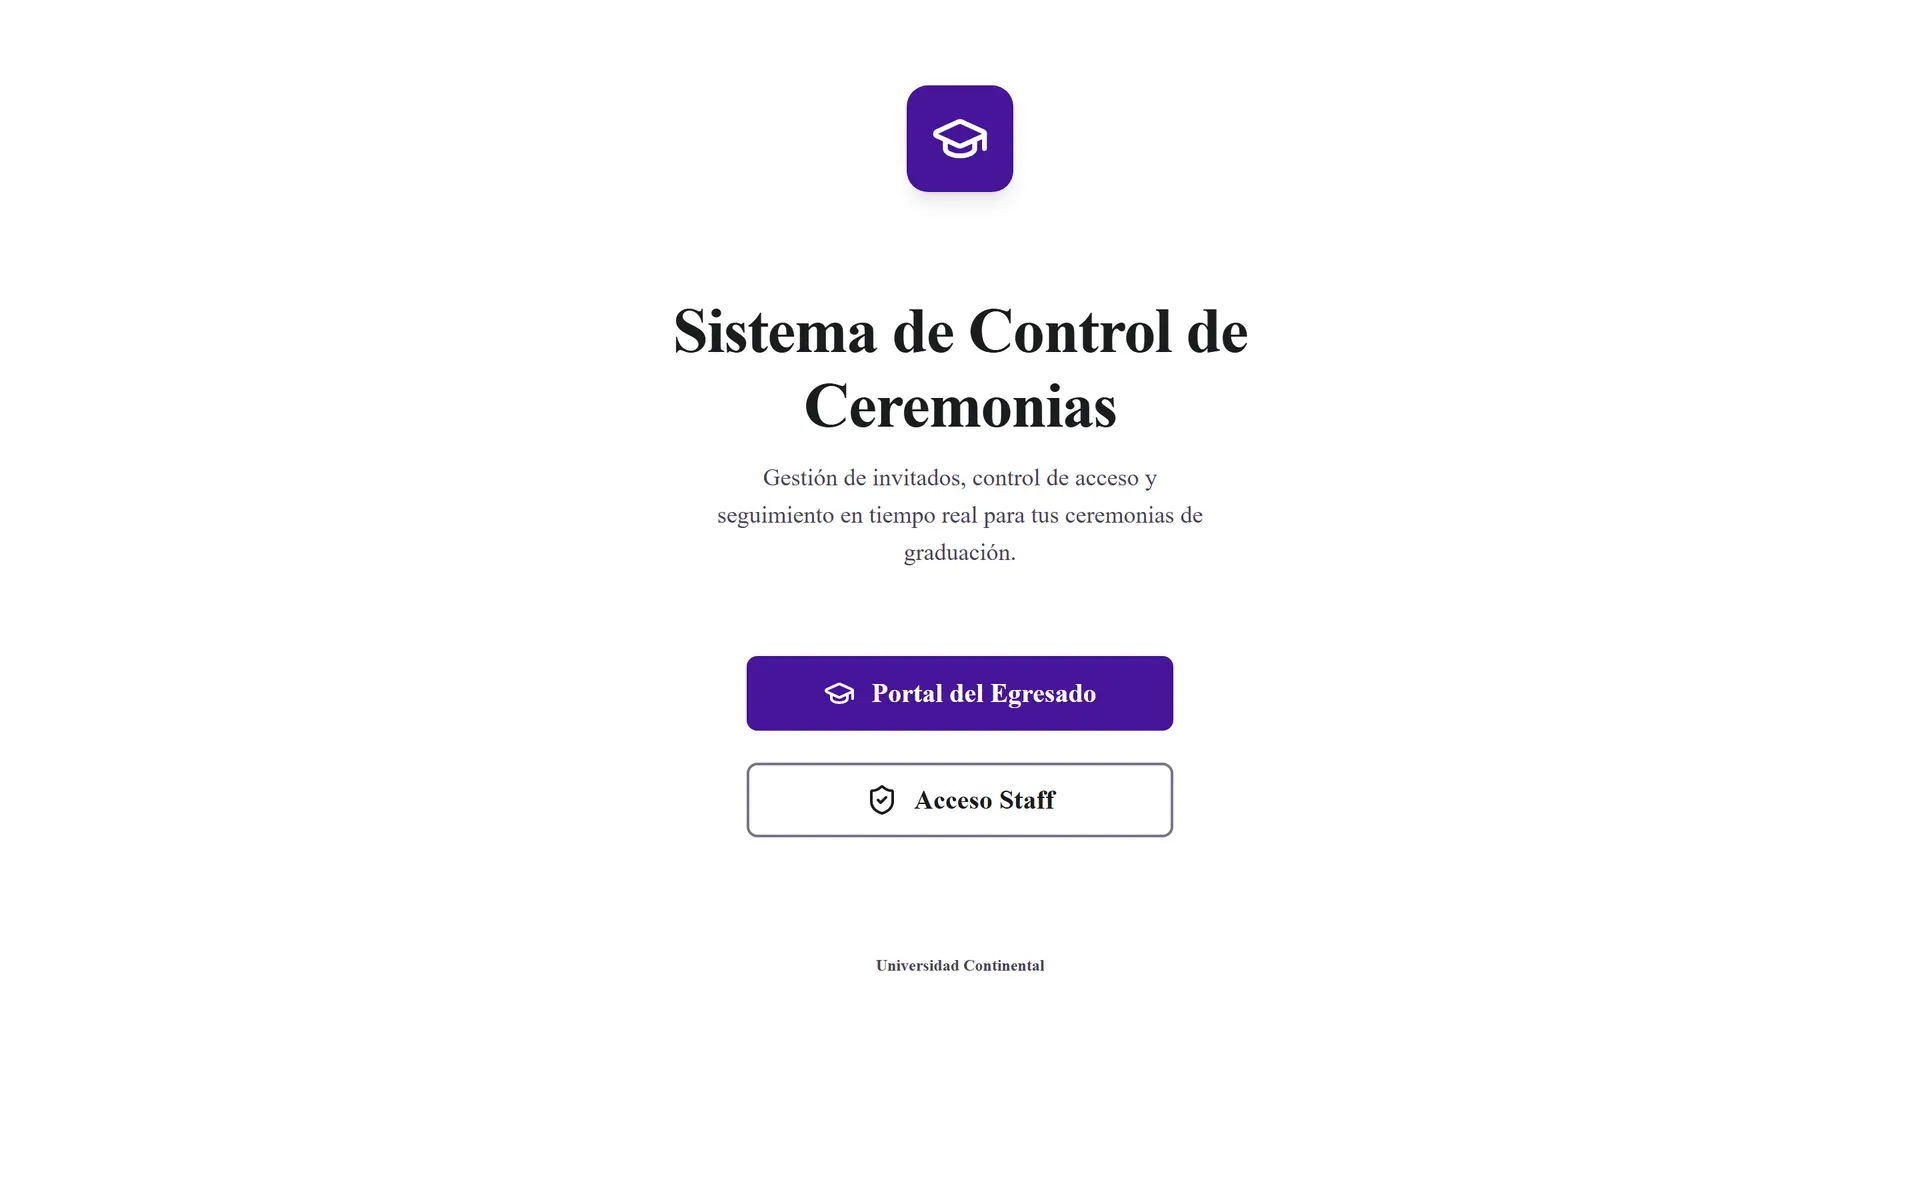 Sistema de Control de
Ceremonias
Gestión de invitados, control de acceso y
seguimiento en tiempo real para tus ceremonias de
graduación.
Portal del Egresado
Acceso Staff
Universidad Continental